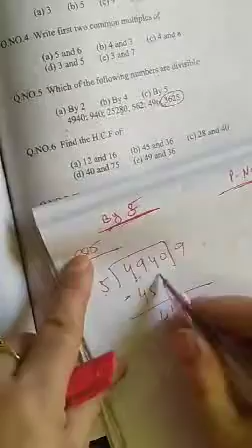 (a) 3 (b) 5
Q.NO.4 Write first two common multiples of
(a) 5 and 6 (b) 4 and 3 (c) 4 and 8
(d) 3 and 5 (e) 3 and 7
Q.NO.5 Which of the following numbers are divisible
(a) By 2 (b) By 4 (c) By 5
4940; 940; 25280; 562; 496; 3625
Q.NO.6 Find the H.C.F of
(a) 12 and 16 (b) 45 and 36 (c) 28 and 40
(d) 40 and 75 (e) 49 and 36
By 5
5 4940 9
- 45
4